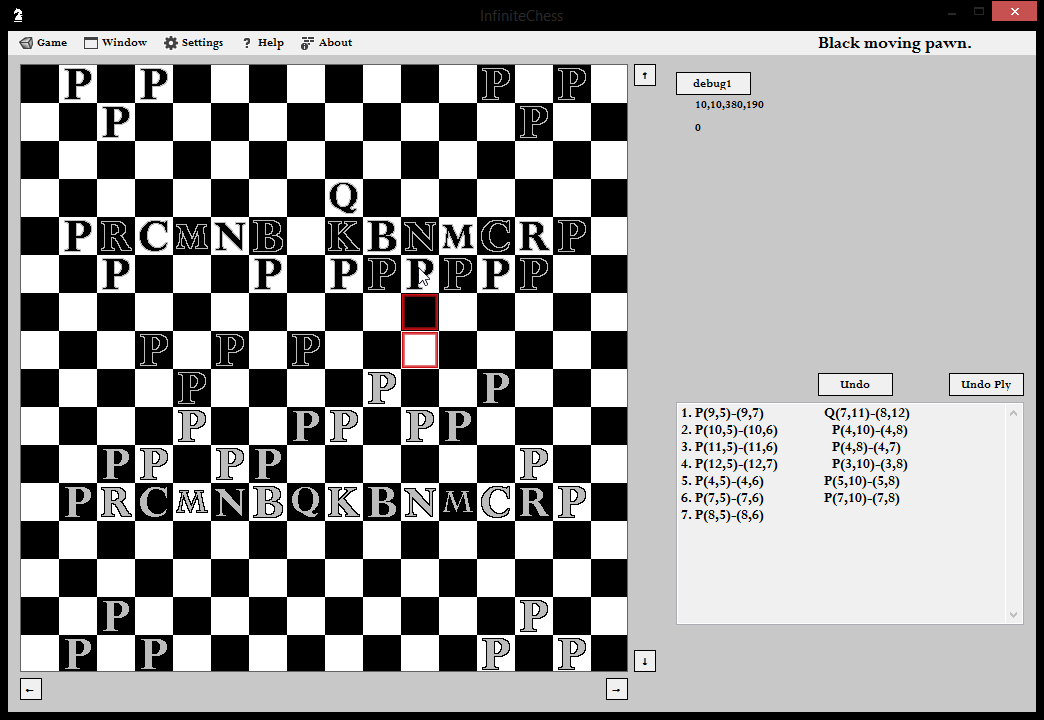 InfiniteChess
Game Window Settings ? Help About
Black moving pawn.
debug1
10,10,380,190
0
P P P P
P P
Q
P R C M N B K B N M C R P
P P P P P P P P
P P P
P P P
P P P P P
P P P P P
P R C M N B Q K B N M C R P
P P
P P P P
Undo Undo Ply
1. P(9,5)-(9,7) Q(7,11)-(8,12)
2. P(10,5)-(10,6) P(4,10)-(4,8)
3. P(11,5)-(11,6) P(4,8)-(4,7)
4. P(12,5)-(12,7) P(3,10)-(3,8)
5. P(4,5)-(4,6) P(5,10)-(5,8)
6. P(7,5)-(7,6) P(7,10)-(7,8)
7. P(8,5)-(8,6)